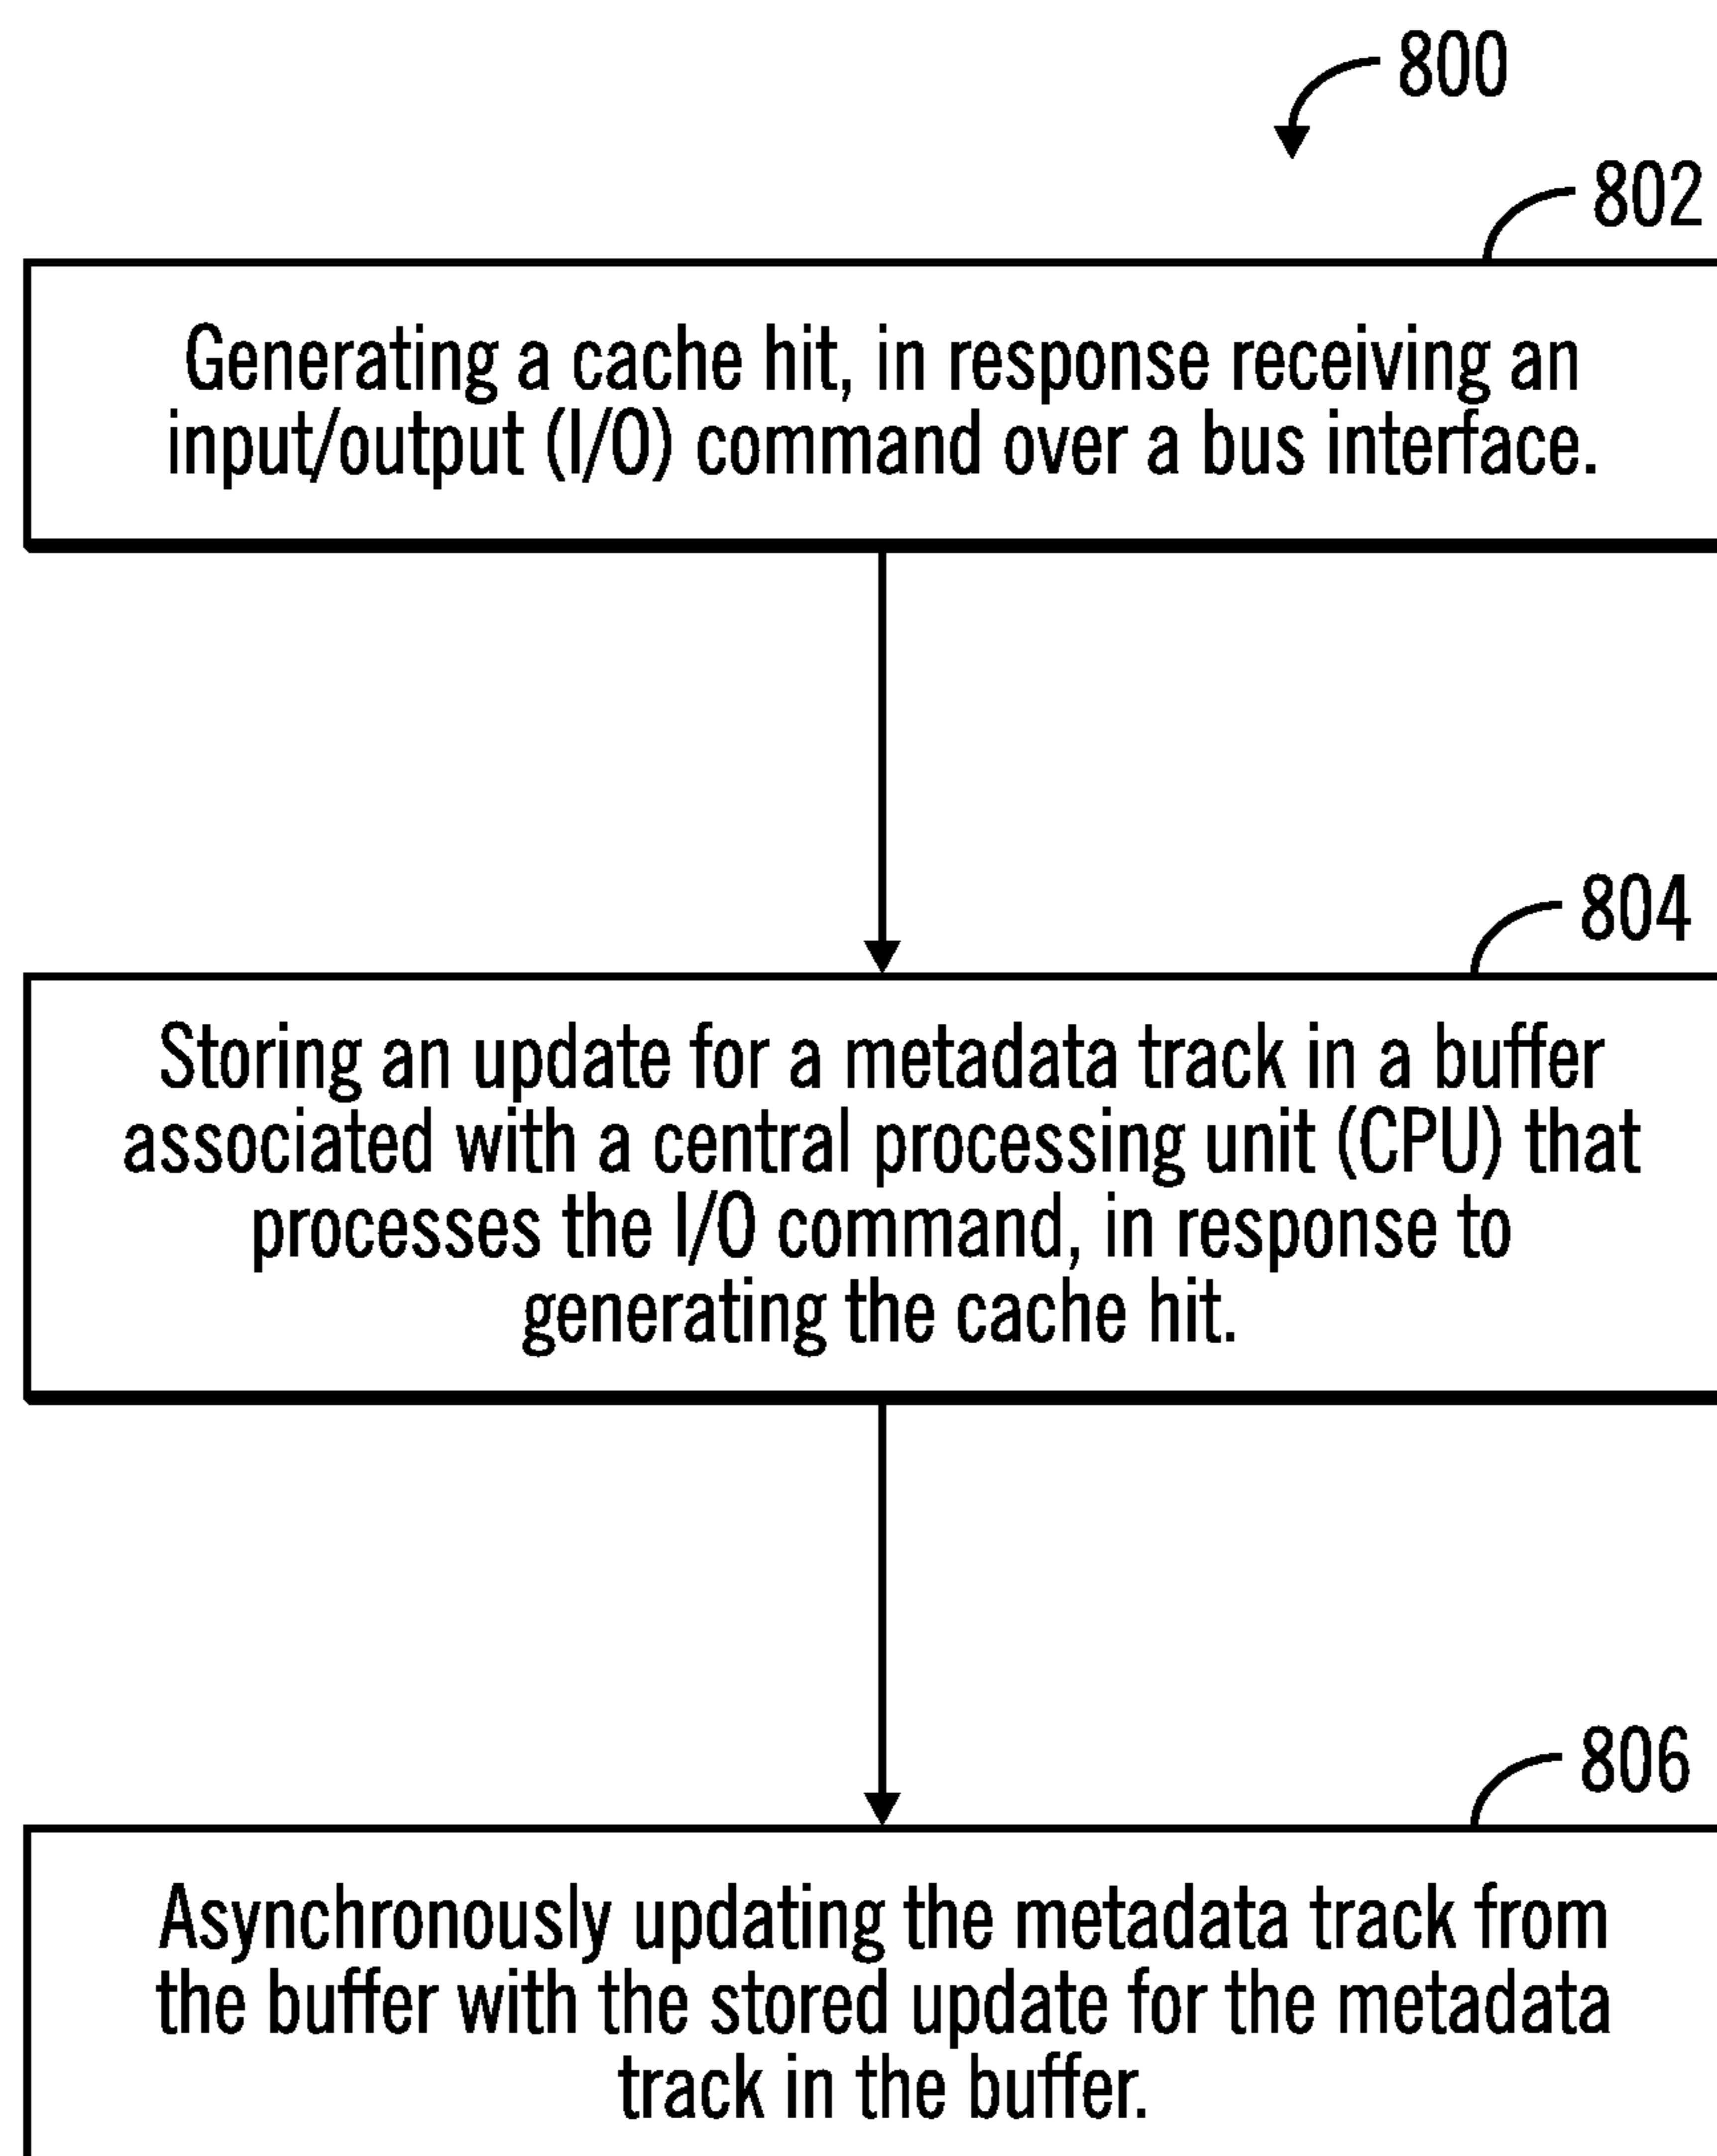 800
802
Generating a cache hit, in response receiving an
input/output (I/O) command over a bus interface.
804
Storing an update for a metadata track in a buffer
associated with a central processing unit (CPU) that
processes the I/O command, in response to
generating the cache hit.
806
Asynchronously updating the metadata track from
the buffer with the stored update for the metadata
track in the buffer.